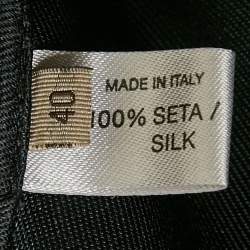 40
MADE IN ITALY
100% SETA /
SILK